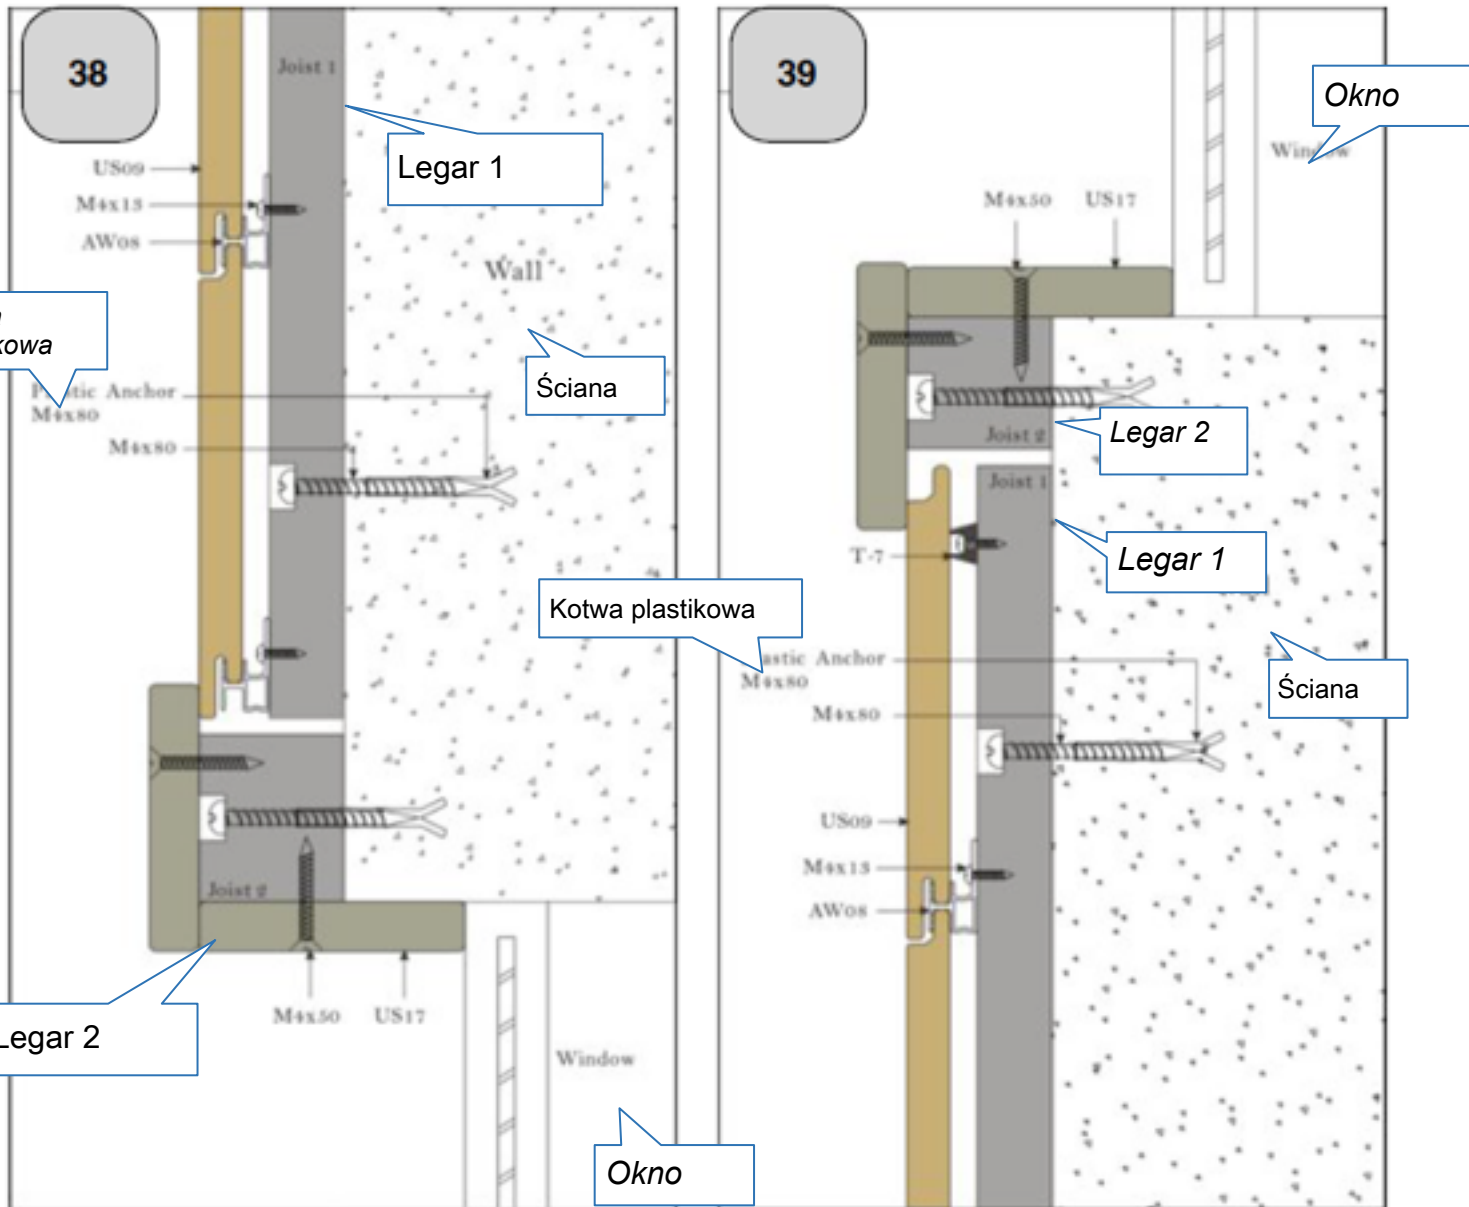 38
Joist 1
Legar 1
US09
M4x13
AW08
Wall
kowa
Ściana
Anchor
M4x80
M4x80
Joist 2
M4x50 US17
Legar 2
Window
Okno
39
Okno
Window
M4x50 US17
Joist 2
Legar 2
Joist 1
T-7
Legar 1
Kotwa plastikowa
Anchor
M4x80
Ściana
M4x80
US09
M4x13
AW08